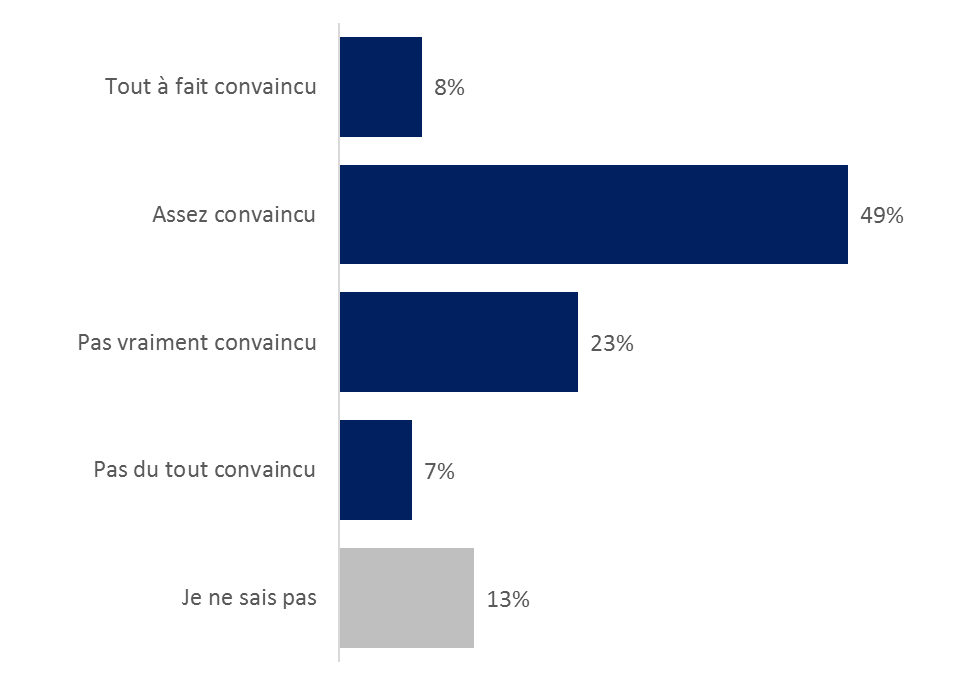 Tout à fait convaincu 8%
Assez convaincu 49%
Pas vraiment convaincu 23%
Pas du tout convaincu 7%
Je ne sais pas 13%